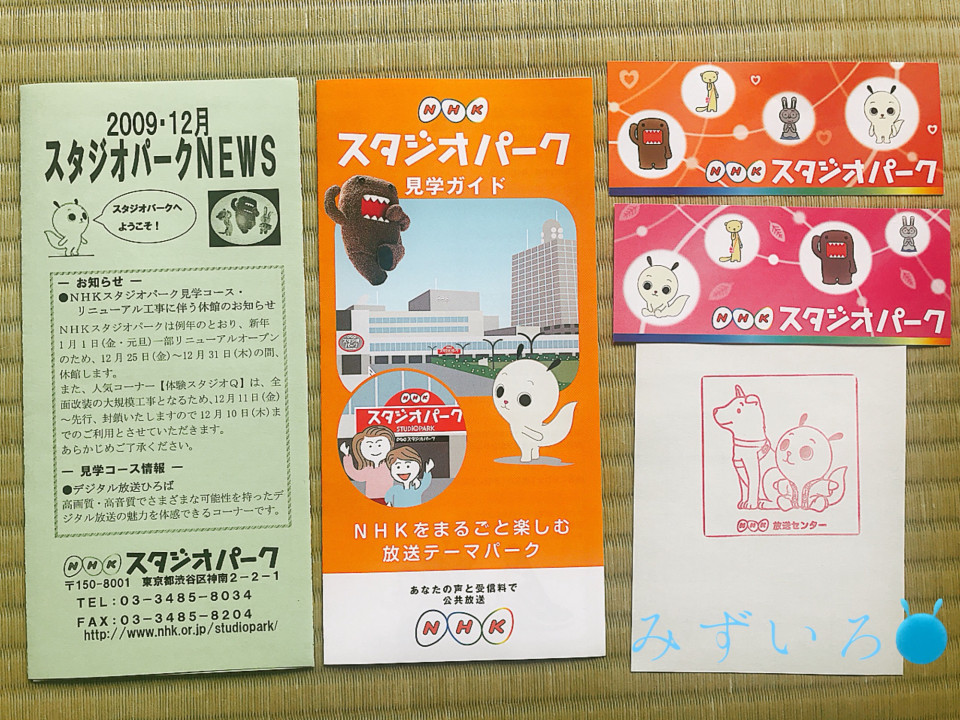 2009・12月
スタジオパークNEWS
スタジオパークへ
ようこそ!
― お知らせ ―
●NHKスタジオパーク見学コース・
リニューアル工事に伴う休館のお知らせ
NHKスタジオパークは例年のとおり、新年
1月1日(金・元旦)一部リニューアルオープン
のため、12月25日(金)~12月31日(木)の間、
休館します。
また、人気コーナー【体験スタジオQ】は、全
面改装の大規模工事となるため、12月11日(金)
~先行、封鎖いたしますので12月10日(木)ま
でのご利用とさせていただきます。
あらかじめご了承ください。
― 見学コース情報 ―
●デジタル放送ひろば
高画質・高音質でさまざまな可能性を持ったデ
ジタル放送の魅力を体感できるコーナーです。
NHKスタジオパーク
〒150-8001 東京都渋谷区神南2-2-1
TEL:03-3485-8034
FAX:03-3485-8204
http://www.nhk.or.jp/studiopark/
NHK
スタジオパーク
見学ガイド
NHK
スタジオパーク
STUDIOPARK
NHKスタジオパーク
NHKをまるごと楽しむ
放送テーマパーク
あなたの声と受信料で
公共放送
NHK
NHKスタジオパーク
NHKスタジオパーク
NHK 放送センター
みずいろ